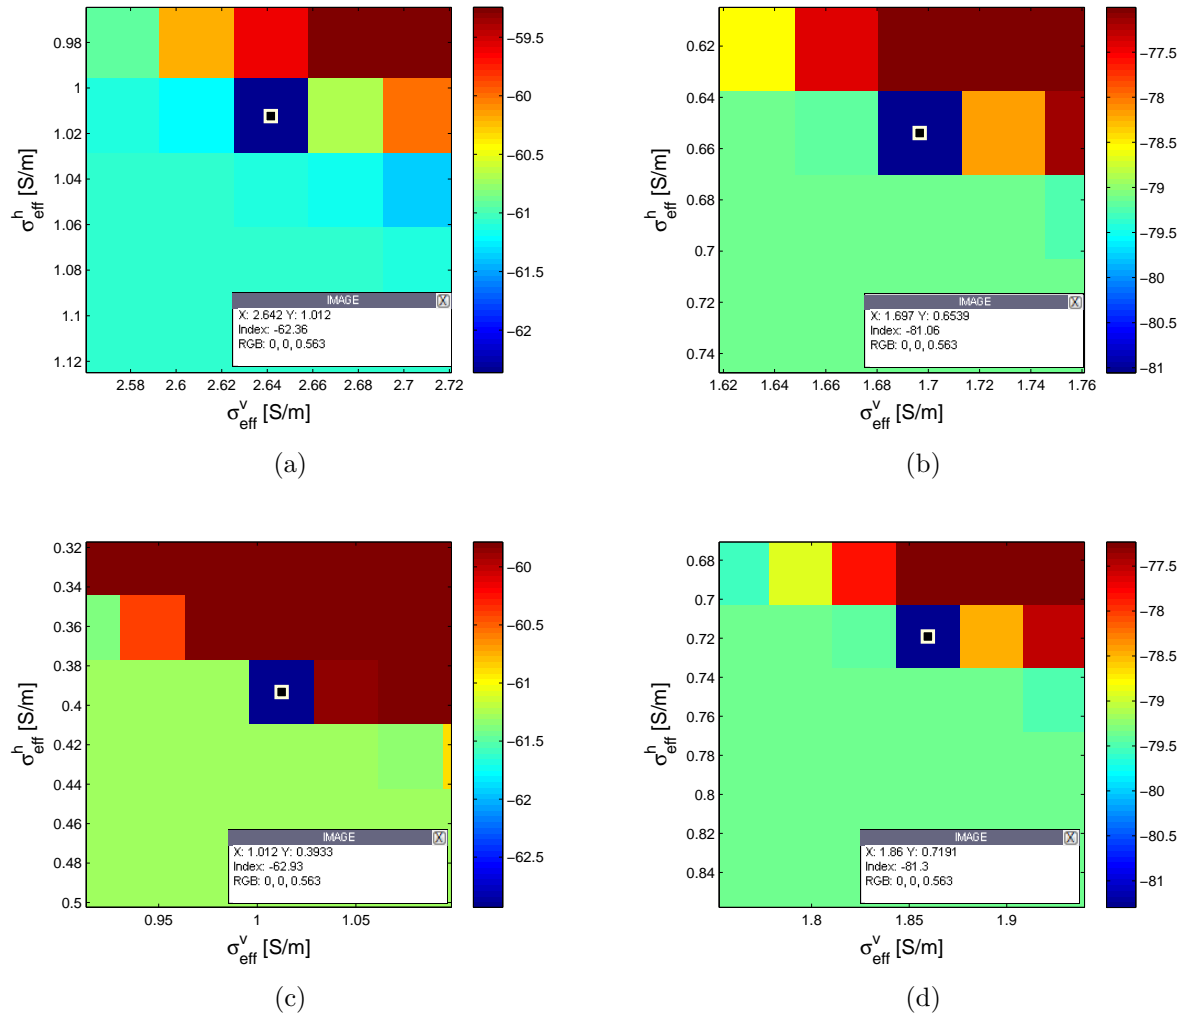 0.98
1
1.02
1.04
1.06
1.08
1.1
1.12
σ_eff^h [S/m]
2.58 2.6 2.62 2.64 2.66 2.68 2.7 2.72
σ_eff^v [S/m]
−59.5
−60
−60.5
−61
−61.5
−62
IMAGE X
X: 2.642 Y: 1.012
Index: -62.36
RGB: 0, 0, 0.563
(a)
0.62
0.64
0.66
0.68
0.7
0.72
0.74
σ_eff^h [S/m]
1.62 1.64 1.66 1.68 1.7 1.72 1.74 1.76
σ_eff^v [S/m]
−77.5
−78
−78.5
−79
−79.5
−80
−80.5
−81
IMAGE X
X: 1.697 Y: 0.6539
Index: -81.06
RGB: 0, 0, 0.563
(b)
0.32
0.34
0.36
0.38
0.4
0.42
0.44
0.46
0.48
0.5
σ_eff^h [S/m]
0.95 1 1.05
σ_eff^v [S/m]
−60
−60.5
−61
−61.5
−62
−62.5
IMAGE X
X: 1.012 Y: 0.3933
Index: -62.93
RGB: 0, 0, 0.563
(c)
0.68
0.7
0.72
0.74
0.76
0.78
0.8
0.82
0.84
σ_eff^h [S/m]
1.8 1.85 1.9
σ_eff^v [S/m]
−77.5
−78
−78.5
−79
−79.5
−80
−80.5
−81
IMAGE X
X: 1.86 Y: 0.7191
Index: -81.3
RGB: 0, 0, 0.563
(d)